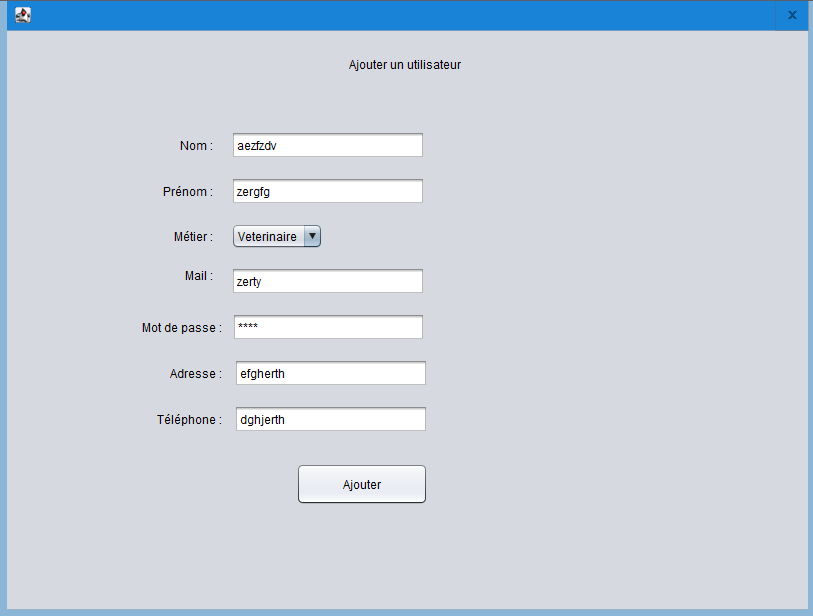 Ajouter un utilisateur
Nom : aezfzdv
Prénom : zergfg
Métier : Veterinaire
Mail : zerty
Mot de passe : ****
Adresse : efgherth
Téléphone : dghjerth
Ajouter